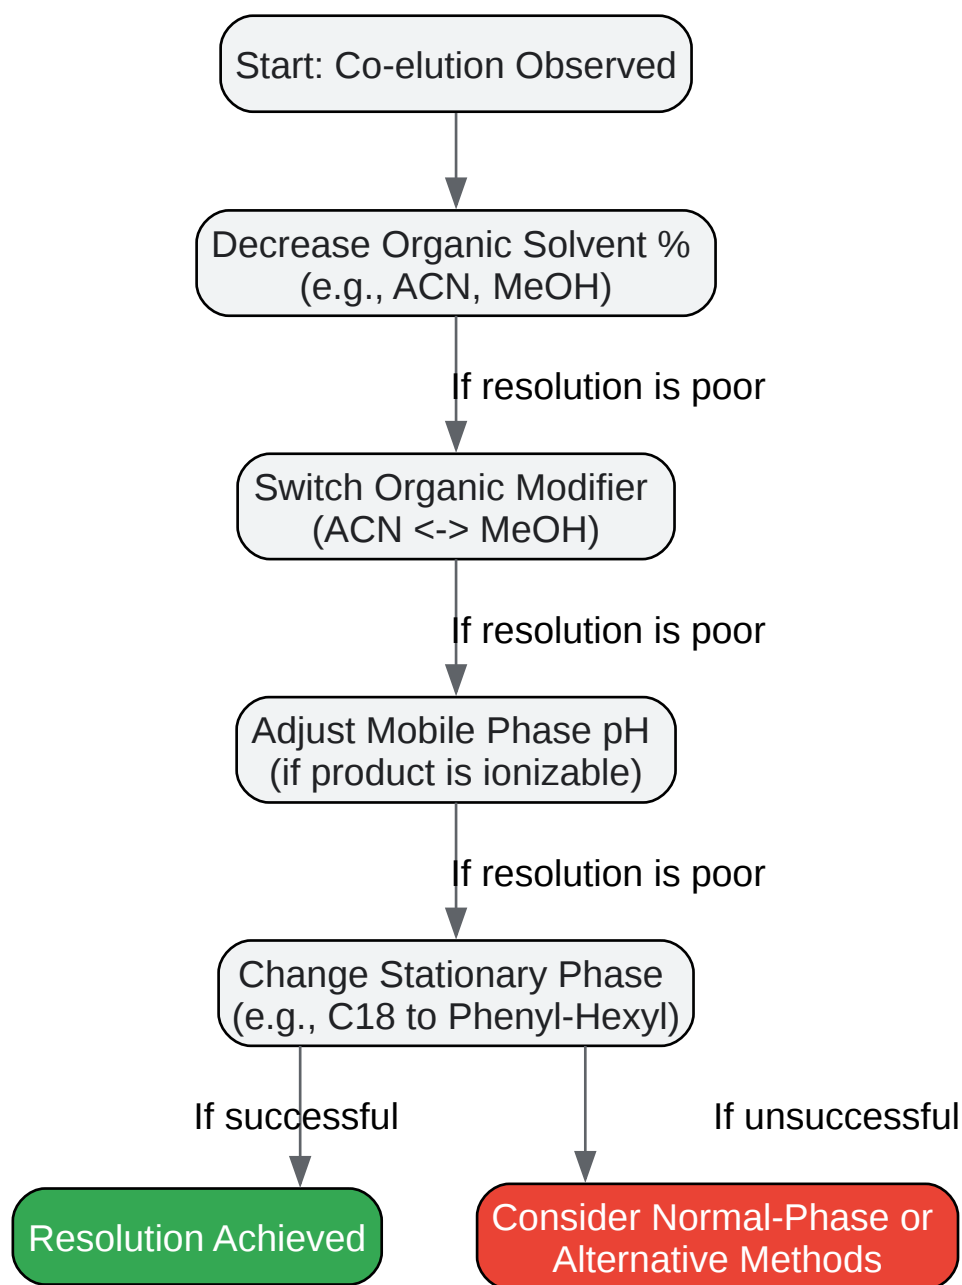 Start: Co-elution Observed
Decrease Organic Solvent %
(e.g., ACN, MeOH)
If resolution is poor
Switch Organic Modifier
(ACN <-> MeOH)
If resolution is poor
Adjust Mobile Phase pH
(if product is ionizable)
If resolution is poor
Change Stationary Phase
(e.g., C18 to Phenyl-Hexyl)
If successful
If unsuccessful
Resolution Achieved
Consider Normal-Phase or
Alternative Methods